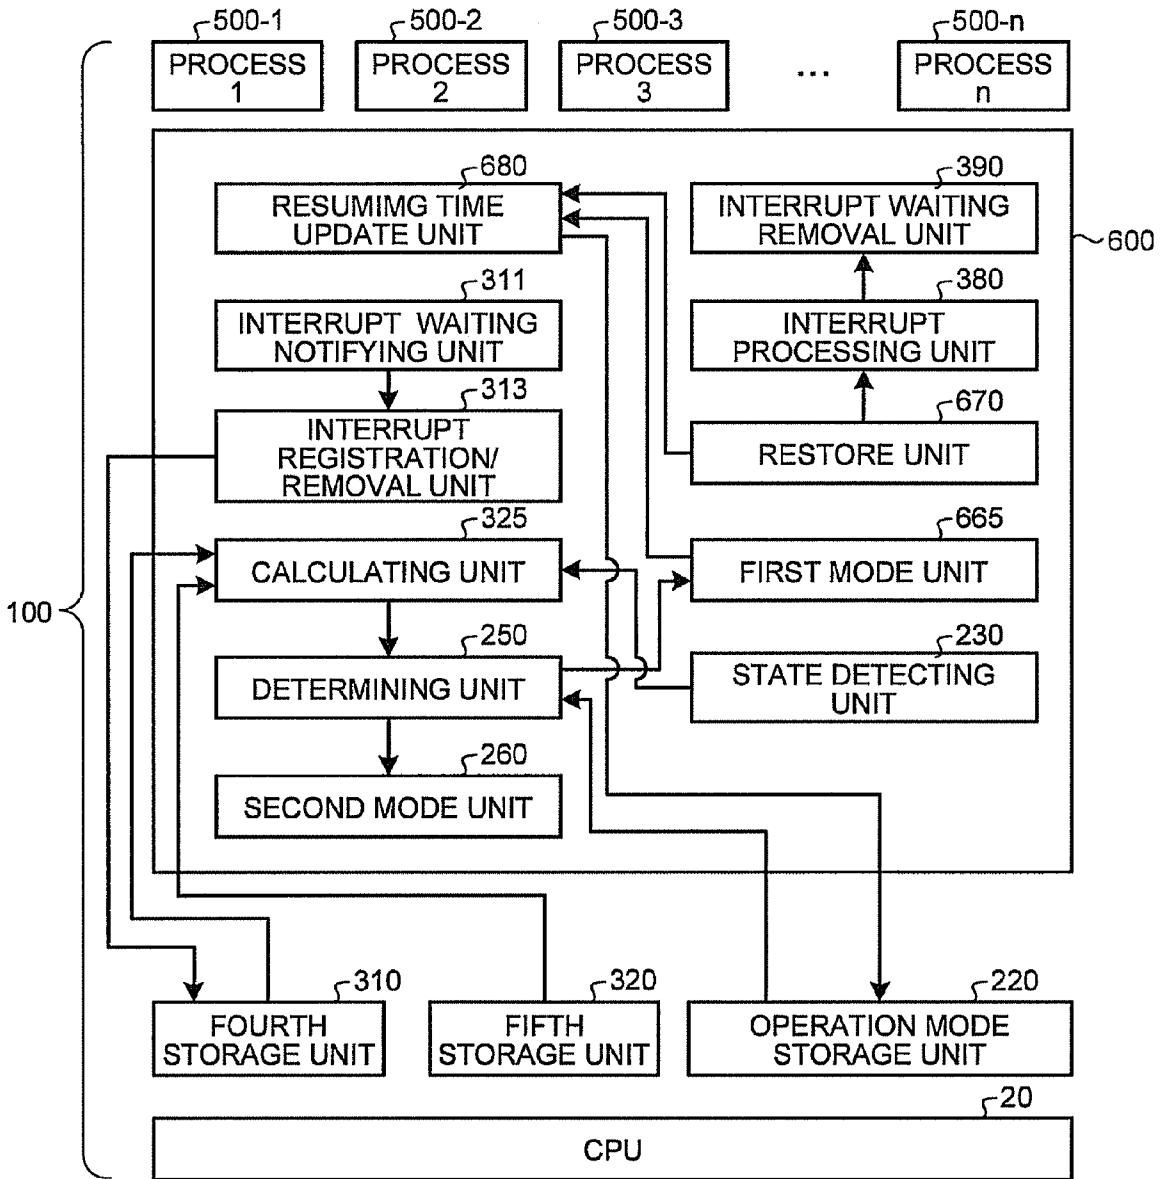 500-1
500-2
500-3
500-n
PROCESS
1
PROCESS
2
PROCESS
3
...
PROCESS
n
680
RESUMIMG TIME
UPDATE UNIT
390
INTERRUPT WAITING
REMOVAL UNIT
600
311
INTERRUPT WAITING
NOTIFYING UNIT
380
INTERRUPT
PROCESSING UNIT
313
INTERRUPT
REGISTRATION/
REMOVAL UNIT
670
RESTORE UNIT
325
CALCULATING UNIT
665
FIRST MODE UNIT
100
250
DETERMINING UNIT
230
STATE DETECTING
UNIT
260
SECOND MODE UNIT
310
FOURTH
STORAGE UNIT
320
FIFTH
STORAGE UNIT
220
OPERATION MODE
STORAGE UNIT
20
CPU